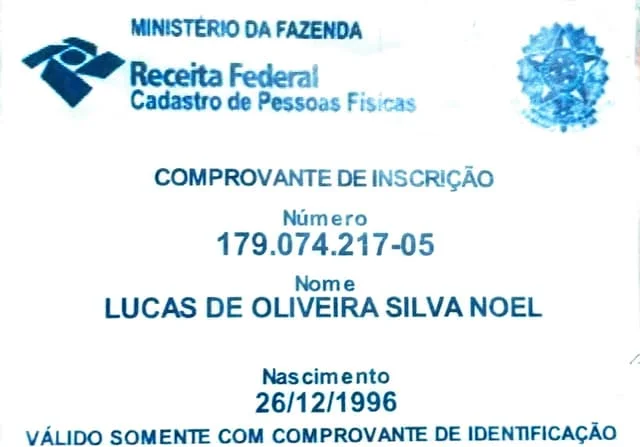 MINISTÉRIO DA FAZENDA
Receita Federal
Cadastro de Pessoas Físicas
COMPROVANTE DE INSCRIÇÃO
Número
179.074.217-05
Nome
LUCAS DE OLIVEIRA SILVA NOEL
Nascimento
26/12/1996
VÁLIDO SOMENTE COM COMPROVANTE DE IDENTIFICAÇÃO